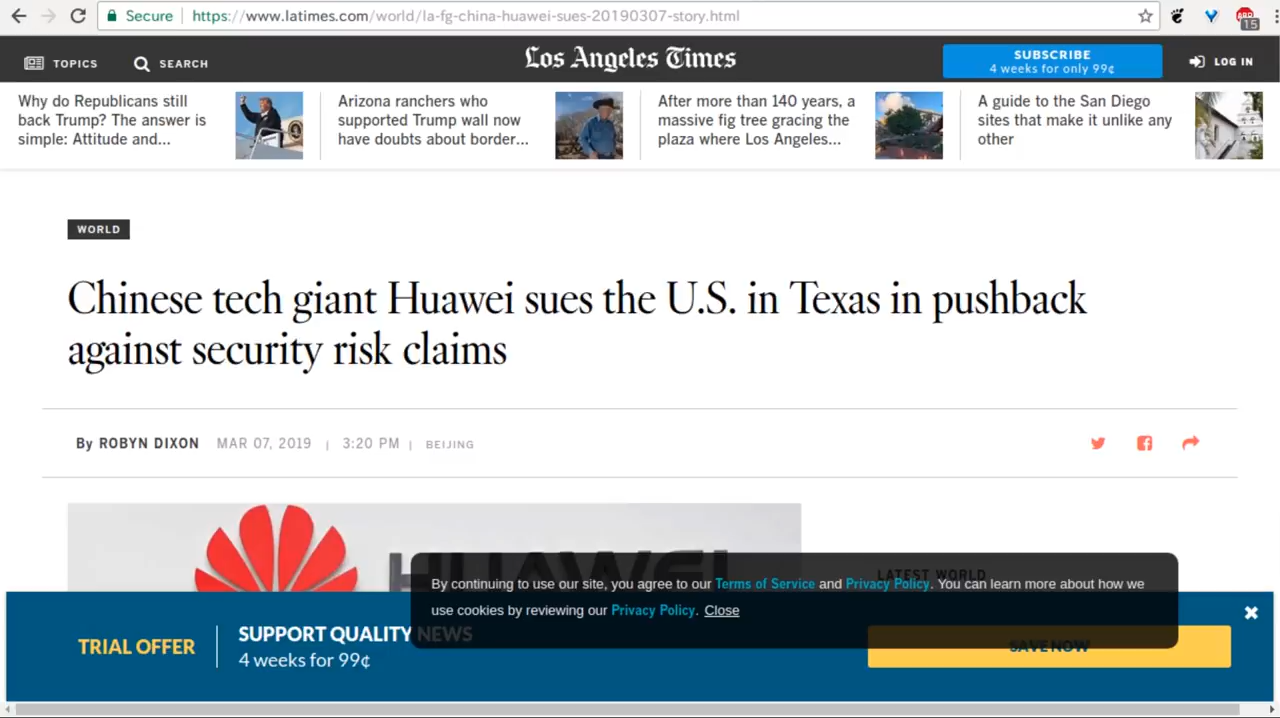 Secure https://www.latimes.com/world/la-fg-china-huawei-sues-20190307-story.html
15
TOPICS SEARCH
Los Angeles Times
SUBSCRIBE
4 weeks for only 99¢
LOG IN
Why do Republicans still
back Trump? The answer is
simple: Attitude and...
Arizona ranchers who
supported Trump wall now
have doubts about border...
After more than 140 years, a
massive fig tree gracing the
plaza where Los Angeles...
A guide to the San Diego
sites that make it unlike any
other
WORLD
Chinese tech giant Huawei sues the U.S. in Texas in pushback
against security risk claims
By ROBYN DIXON MAR 07, 2019 | 3:20 PM | BEIJING
HUAWEI
LATEST WORLD
By continuing to use our site, you agree to our Terms of Service and Privacy Policy. You can learn more about how we
use cookies by reviewing our Privacy Policy. Close
TRIAL OFFER
SUPPORT QUALITY NEWS
4 weeks for 99¢
SAVE NOW